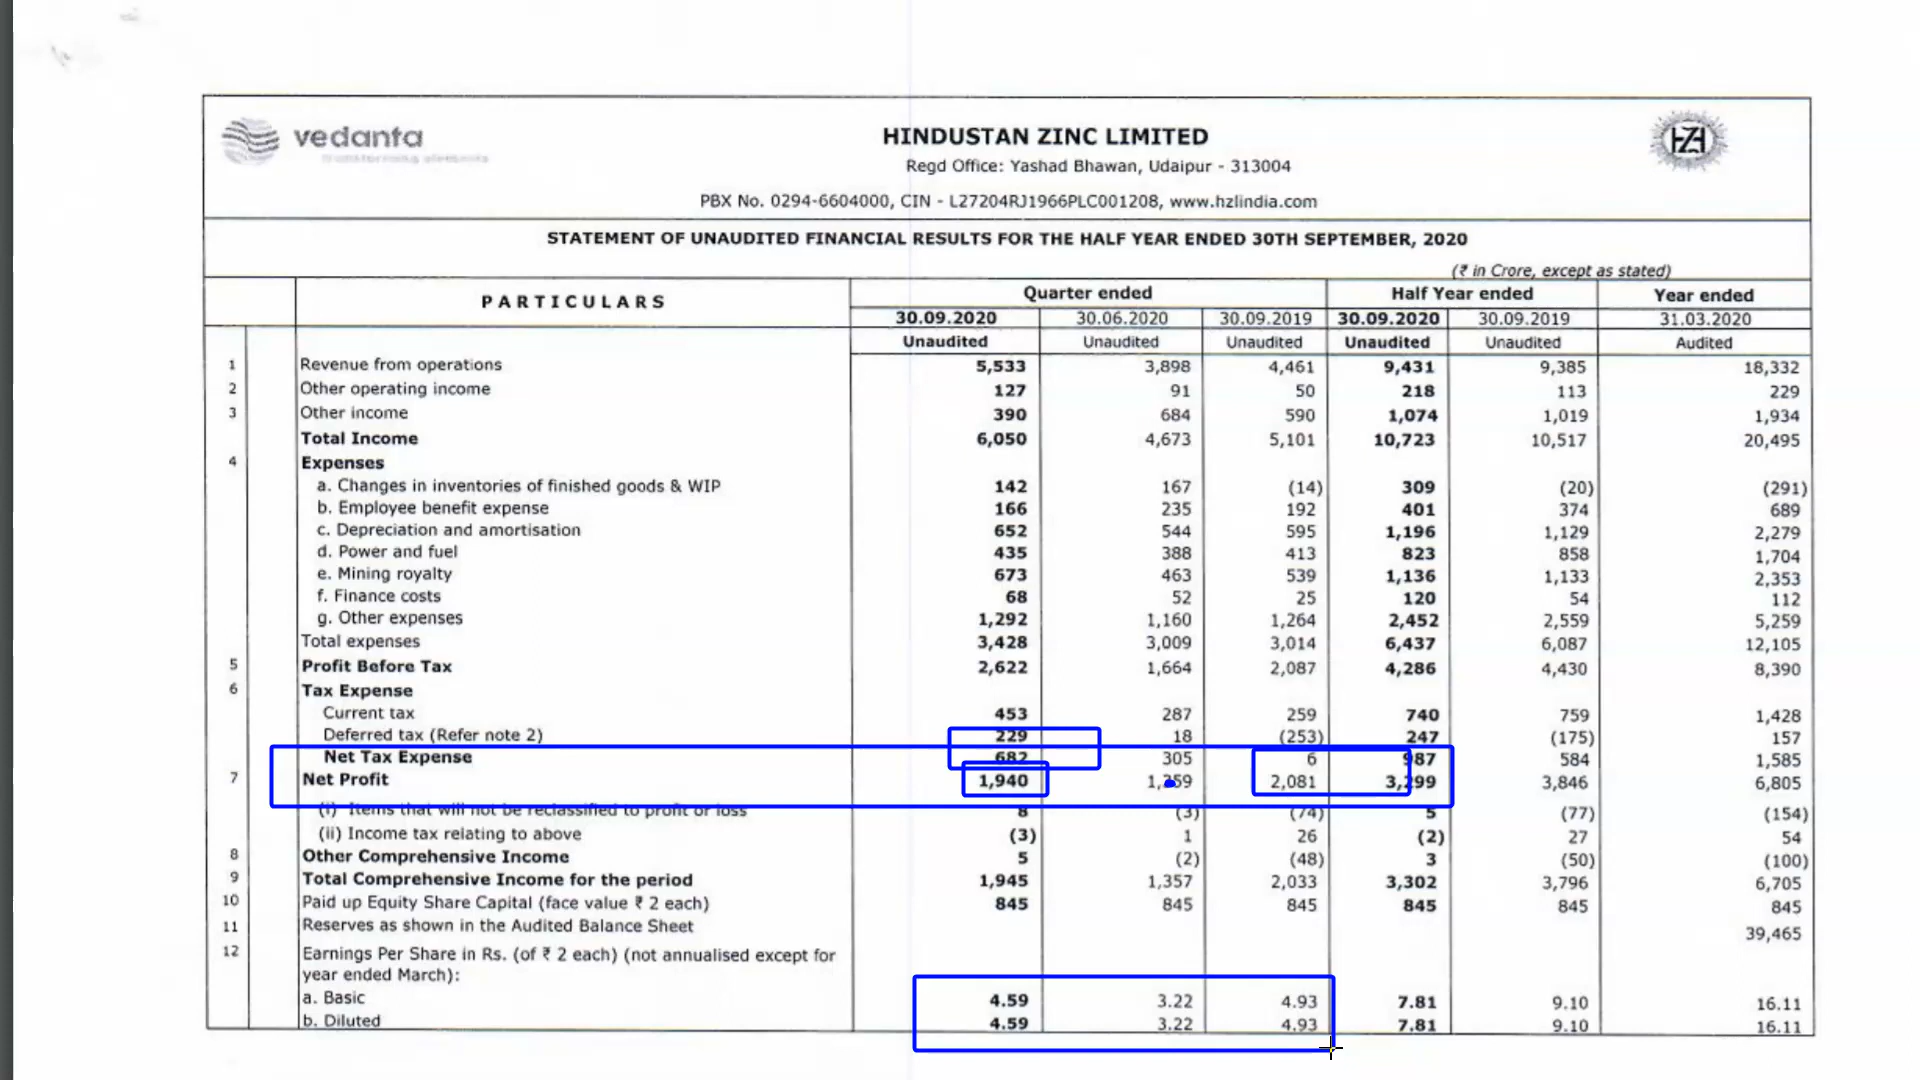 vedanta
transforming elements
HINDUSTAN ZINC LIMITED
Regd Office: Yashad Bhawan, Udaipur - 313004
HZL
PBX No. 0294-6604000, CIN - L27204RJ1966PLC001208, www.hzlindia.com
STATEMENT OF UNAUDITED FINANCIAL RESULTS FOR THE HALF YEAR ENDED 30TH SEPTEMBER, 2020
(₹ in Crore, except as stated)
PARTICULARS Quarter ended Half Year ended Year ended
30.09.2020 30.06.2020 30.09.2019 30.09.2020 30.09.2019 31.03.2020
Unaudited Unaudited Unaudited Unaudited Unaudited Audited
1 Revenue from operations 5,533 3,898 4,461 9,431 9,385 18,332
2 Other operating income 127 91 50 218 113 229
3 Other income 390 684 590 1,074 1,019 1,934
Total Income 6,050 4,673 5,101 10,723 10,517 20,495
4 Expenses
a. Changes in inventories of finished goods & WIP 142 167 (14) 309 (20) (291)
b. Employee benefit expense 166 235 192 401 374 689
c. Depreciation and amortisation 652 544 595 1,196 1,129 2,279
d. Power and fuel 435 388 413 823 858 1,704
e. Mining royalty 673 463 539 1,136 1,133 2,353
f. Finance costs 68 52 25 120 54 112
g. Other expenses 1,292 1,160 1,264 2,452 2,559 5,259
Total expenses 3,428 3,009 3,014 6,437 6,087 12,105
5 Profit Before Tax 2,622 1,664 2,087 4,286 4,430 8,390
6 Tax Expense
Current tax 453 287 259 740 759 1,428
Deferred tax (Refer note 2) 229 18 (253) 247 (175) 157
Net Tax Expense 682 305 6 987 584 1,585
7 Net Profit 1,940 1,359 2,081 3,299 3,846 6,805
(i) Items that will not be reclassified to profit or loss 8 (3) (74) 5 (77) (154)
(ii) Income tax relating to above (3) 1 26 (2) 27 54
8 Other Comprehensive Income 5 (2) (48) 3 (50) (100)
9 Total Comprehensive Income for the period 1,945 1,357 2,033 3,302 3,796 6,705
10 Paid up Equity Share Capital (face value ₹ 2 each) 845 845 845 845 845 845
11 Reserves as shown in the Audited Balance Sheet 39,465
12 Earnings Per Share in Rs. (of ₹ 2 each) (not annualised except for
year ended March):
a. Basic 4.59 3.22 4.93 7.81 9.10 16.11
b. Diluted 4.59 3.22 4.93 7.81 9.10 16.11